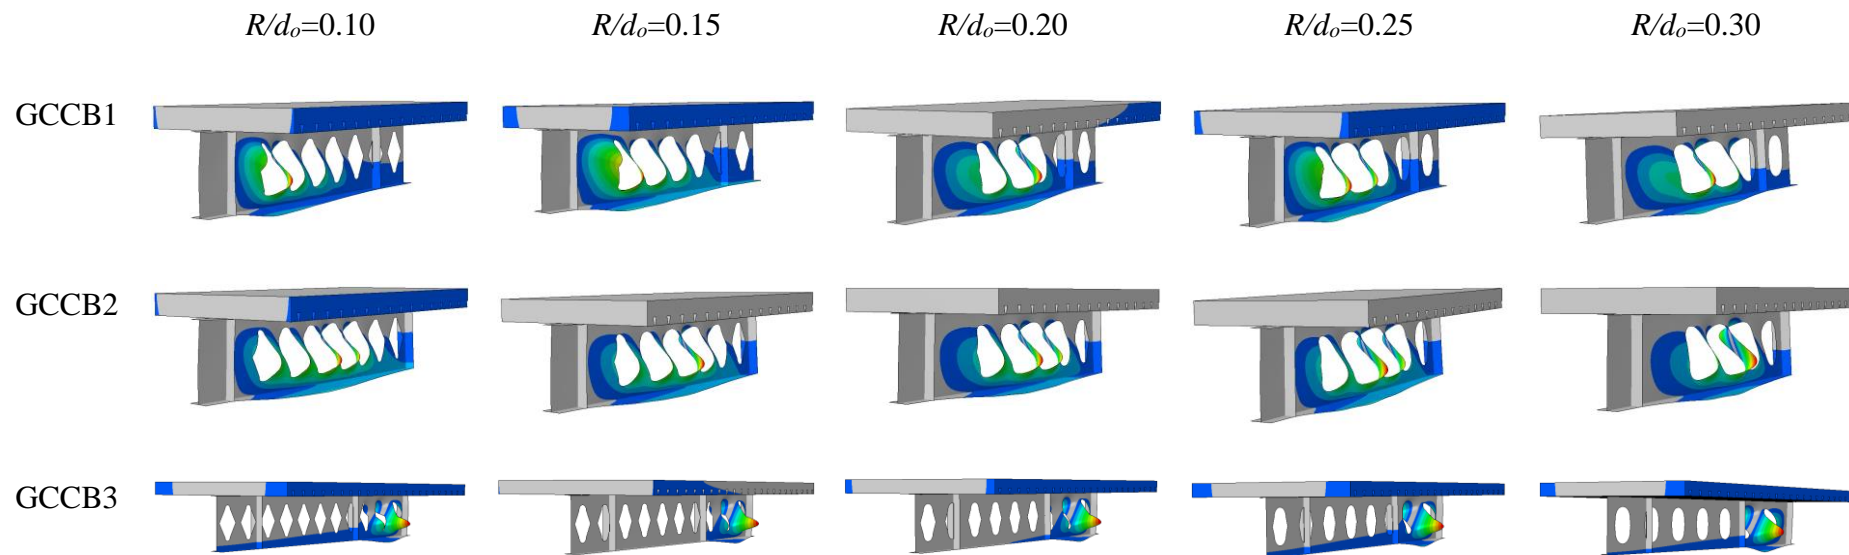 R/do=0.10 R/do=0.15 R/do=0.20 R/do=0.25 R/do=0.30
GCCB1
GCCB2
GCCB3